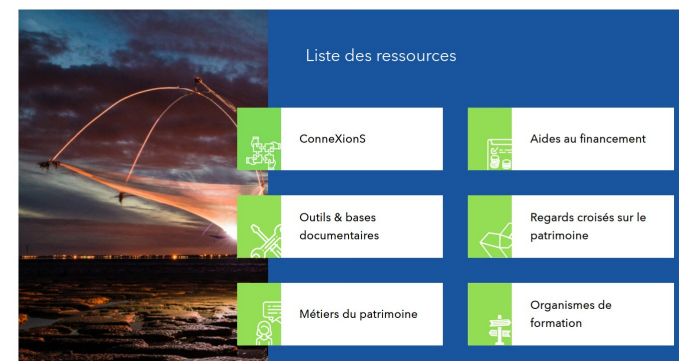 Liste des ressources
ConneXionS
Aides au financement
Outils & bases
documentaires
Regards croisés sur le
patrimoine
Métiers du patrimoine
Organismes de
formation